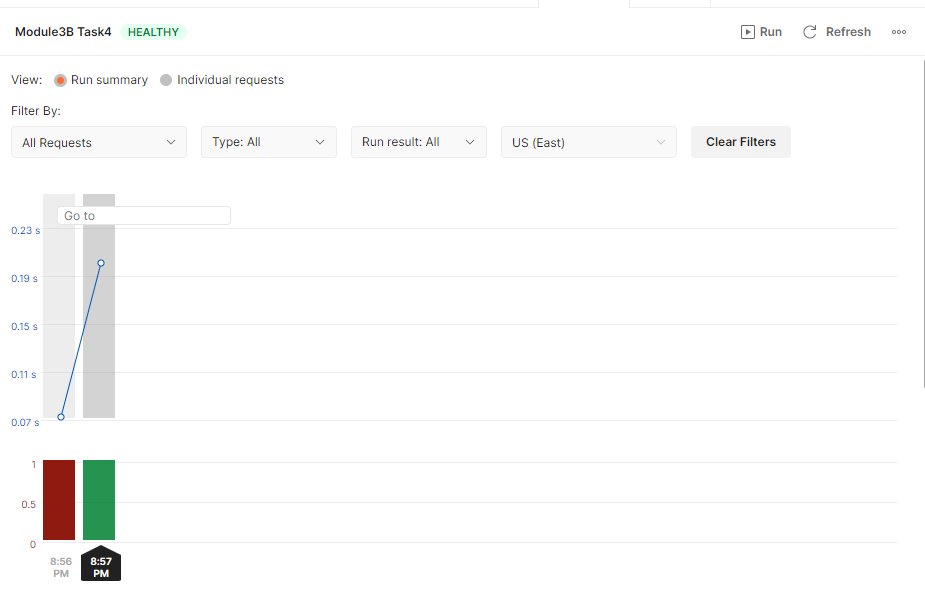 Module3B Task4 HEALTHY Run Refresh
View: Run summary Individual requests
Filter By:
All Requests Type: All Run result: All US (East) Clear Filters
Go to
0.23 s
0.19 s
0.15 s
0.11 s
0.07 s
1
0.5
0
8:56 PM
8:57 PM